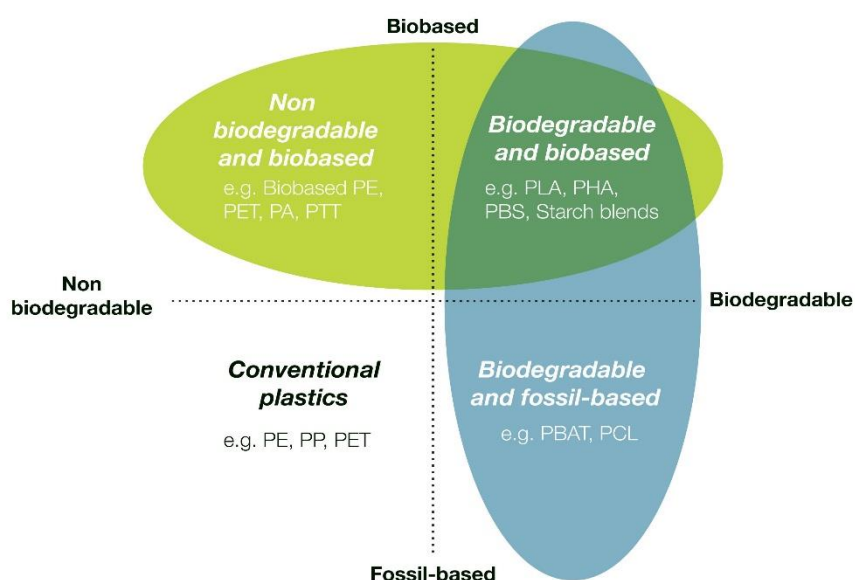 Biobased
Non
biodegradable
and biobased
e.g. Biobased PE,
PET, PA, PTT
Biodegradable
and biobased
e.g. PLA, PHA,
PBS, Starch blends
Non
biodegradable
Biodegradable
Conventional
plastics
e.g. PE, PP, PET
Biodegradable
and fossil-based
e.g. PBAT, PCL
Fossil-based